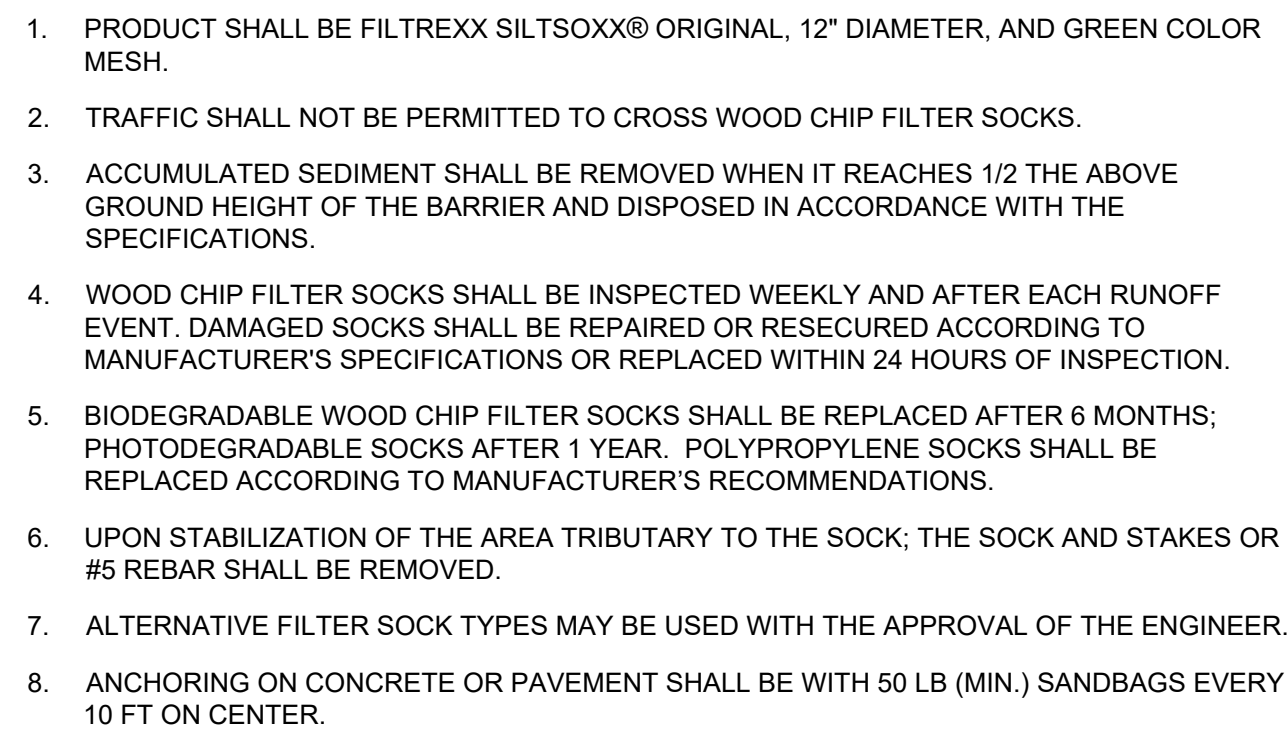 1. PRODUCT SHALL BE FILTREXX SILTSOXX® ORIGINAL, 12" DIAMETER, AND GREEN COLOR
MESH.
2. TRAFFIC SHALL NOT BE PERMITTED TO CROSS WOOD CHIP FILTER SOCKS.
3. ACCUMULATED SEDIMENT SHALL BE REMOVED WHEN IT REACHES 1/2 THE ABOVE
GROUND HEIGHT OF THE BARRIER AND DISPOSED IN ACCORDANCE WITH THE
SPECIFICATIONS.
4. WOOD CHIP FILTER SOCKS SHALL BE INSPECTED WEEKLY AND AFTER EACH RUNOFF
EVENT. DAMAGED SOCKS SHALL BE REPAIRED OR RESECURED ACCORDING TO
MANUFACTURER'S SPECIFICATIONS OR REPLACED WITHIN 24 HOURS OF INSPECTION.
5. BIODEGRADABLE WOOD CHIP FILTER SOCKS SHALL BE REPLACED AFTER 6 MONTHS;
PHOTODEGRADABLE SOCKS AFTER 1 YEAR. POLYPROPYLENE SOCKS SHALL BE
REPLACED ACCORDING TO MANUFACTURER’S RECOMMENDATIONS.
6. UPON STABILIZATION OF THE AREA TRIBUTARY TO THE SOCK; THE SOCK AND STAKES OR
#5 REBAR SHALL BE REMOVED.
7. ALTERNATIVE FILTER SOCK TYPES MAY BE USED WITH THE APPROVAL OF THE ENGINEER.
8. ANCHORING ON CONCRETE OR PAVEMENT SHALL BE WITH 50 LB (MIN.) SANDBAGS EVERY
10 FT ON CENTER.